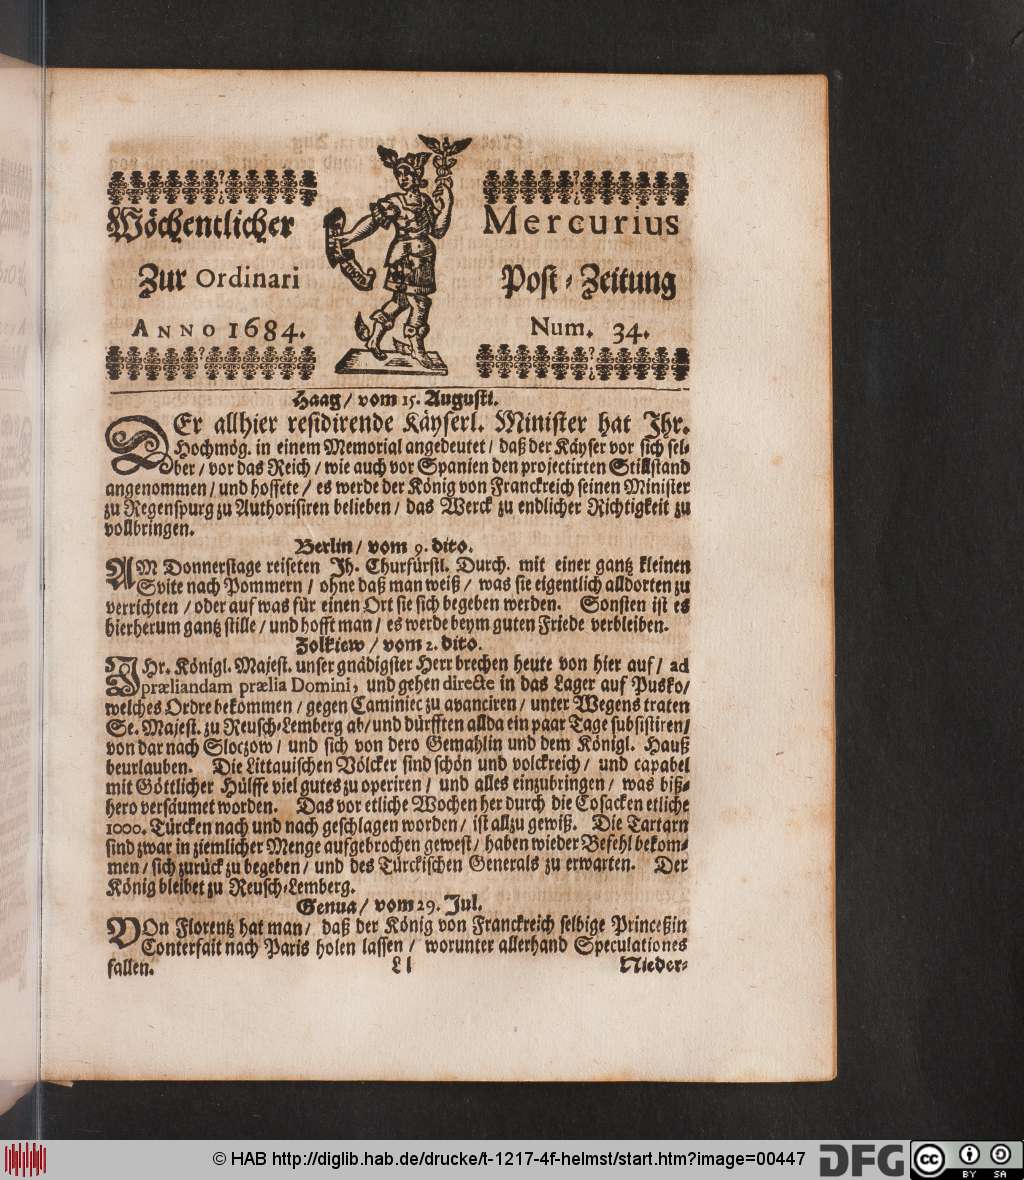 Wöchentlicher Mercurius
Zur Ordinari Post-Zeitung
ANNO 1684. Num. 34.
Haag / vom 15. Augusti.
DEr allhier residirende Käyserl. Minister hat Ihr.
Hochmög. in einem Memorial angedeutet / daß der Käyser vor sich sel-
ber / vor das Reich / wie auch vor Spanien den projectirten Stillstand
angenommen / und hoffete / es werde der König von Franckreich seinen Minister
zu Regenspurg zu Authorisiren belieben / das Werck zu endlicher Richtigkeit zu
vollbringen.
Berlin / vom 9. dito.
AM Donnerstage reiseten Ih. Churfürstl. Durch. mit einer gantz kleinen
Svite nach Pommern / ohne daß man weiß / was sie eigentlich alldorten zu
verrichten / oder auf was für einen Ort sie sich begeben werden. Sonsten ist es
hierherum gantz stille / und hofft man / es werde beym guten Friede verbleiben.
Zolkiew / vom 2. dito.
IHr. Königl. Majest. unser gnädigster Herr brechen heute von hier auf / ad
præliandam prælia Domini, und gehen directe in das Lager auf Pusko /
welches Ordre bekommen / gegen Caminiec zu avanciren / unter Wegens traten
Se. Majest. zu Reusch-Lemberg ab / und dürfften allda ein paar Tage subsistiren /
von dar nach Sloczow / und sich von dero Gemahlin und dem Königl. Hauß
beurlauben. Die Littauischen Völcker sind schön und volckreich / und capabel
mit Göttlicher Hülffe viel gutes zu operiren / und alles einzubringen / was biß-
hero versäumet worden. Das vor etliche Wochen her durch die Cosacken etliche
1000. Türcken nach und nach geschlagen worden / ist allzu gewiß. Die Tartarn
sind zwar in ziemlicher Menge aufgebrochen gewest / haben wieder Befehl bekom-
men / sich zurück zu begeben / und des Türckischen Generals zu erwarten. Der
König bleibet zu Reusch-Lemberg.
Genua / vom 29. Jul.
VOn Florentz hat man / daß der König von Franckreich selbige Princeßin
Conterfait nach Paris holen lassen / worunter allerhand Speculationes
fallen. Ll Nieder-
© HAB http://diglib.hab.de/drucke/t-1217-4f-helmst/start.htm?image=00447 DFG cc BY SA